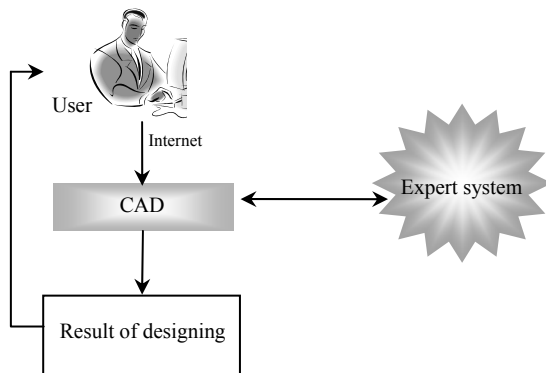 User
Internet
CAD
Expert system
Result of designing